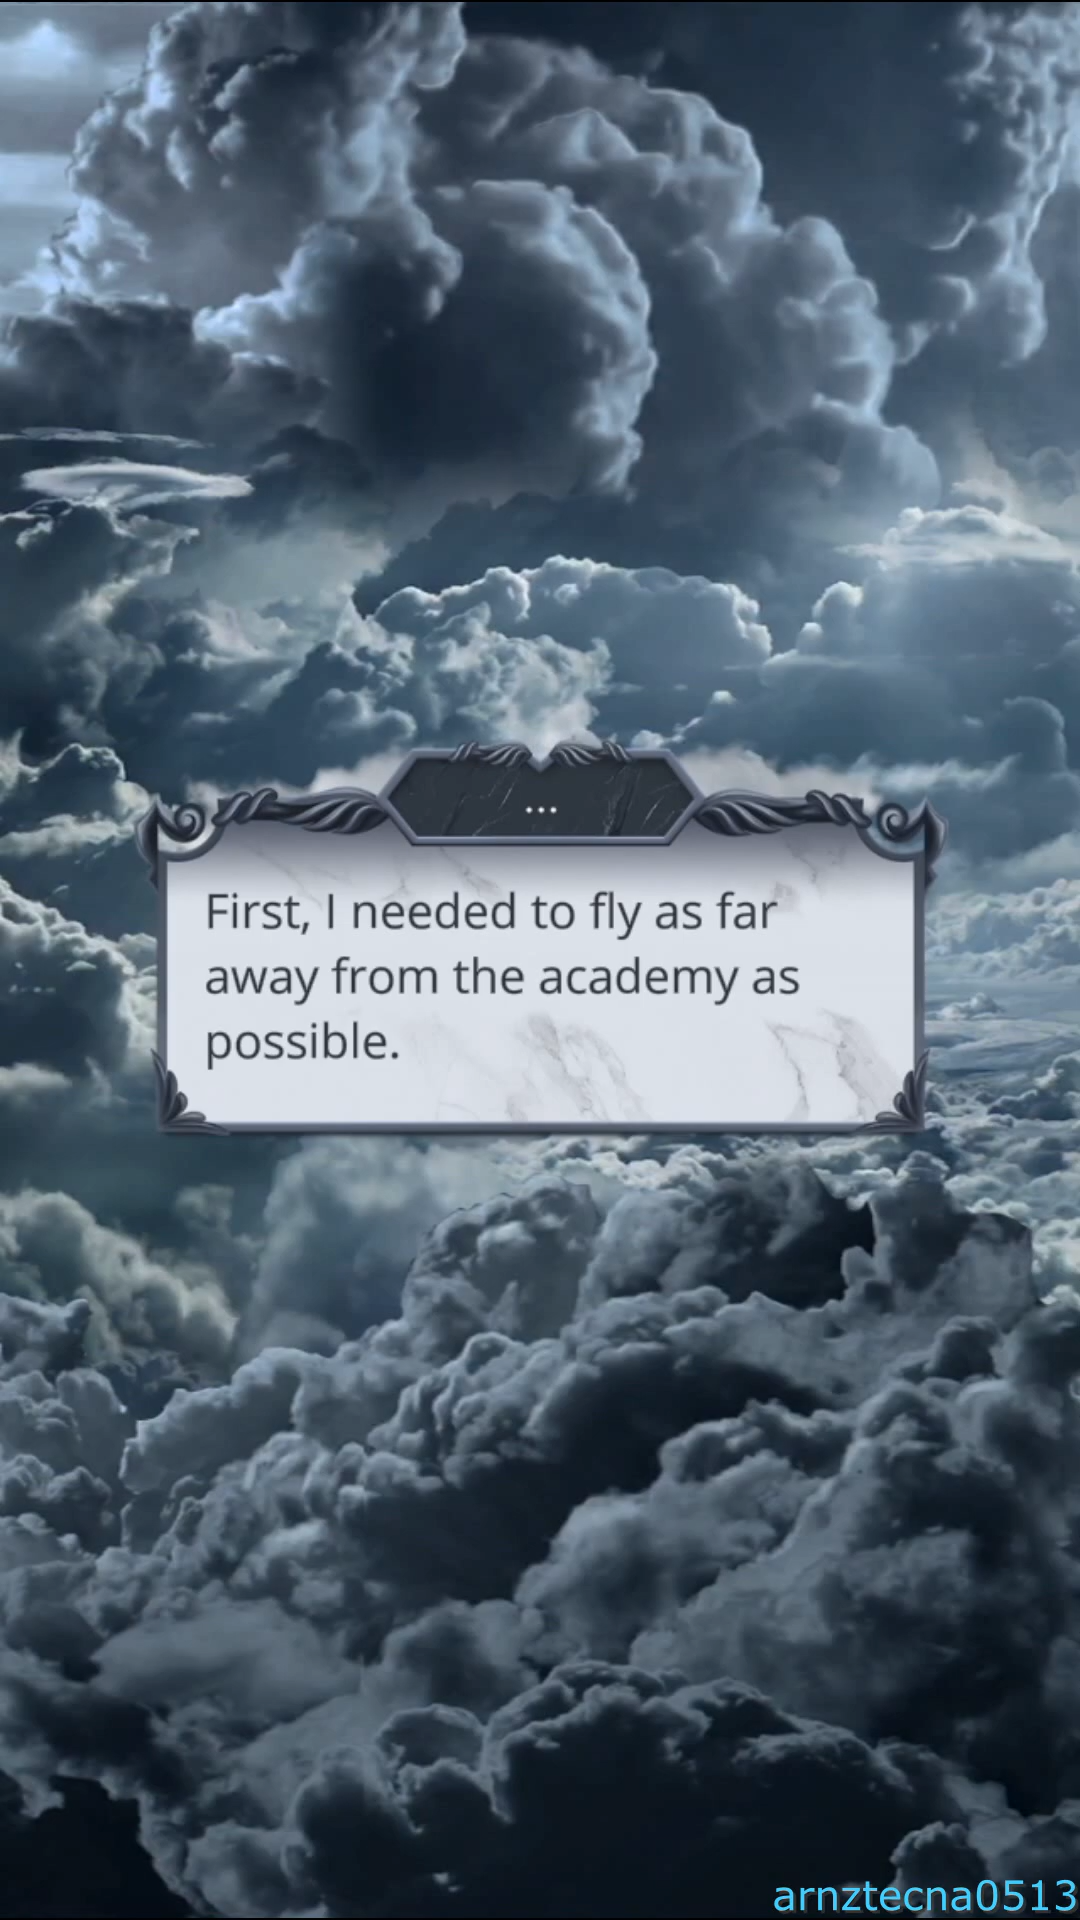 ...
First, I needed to fly as far
away from the academy as
possible.
arnztecna0513